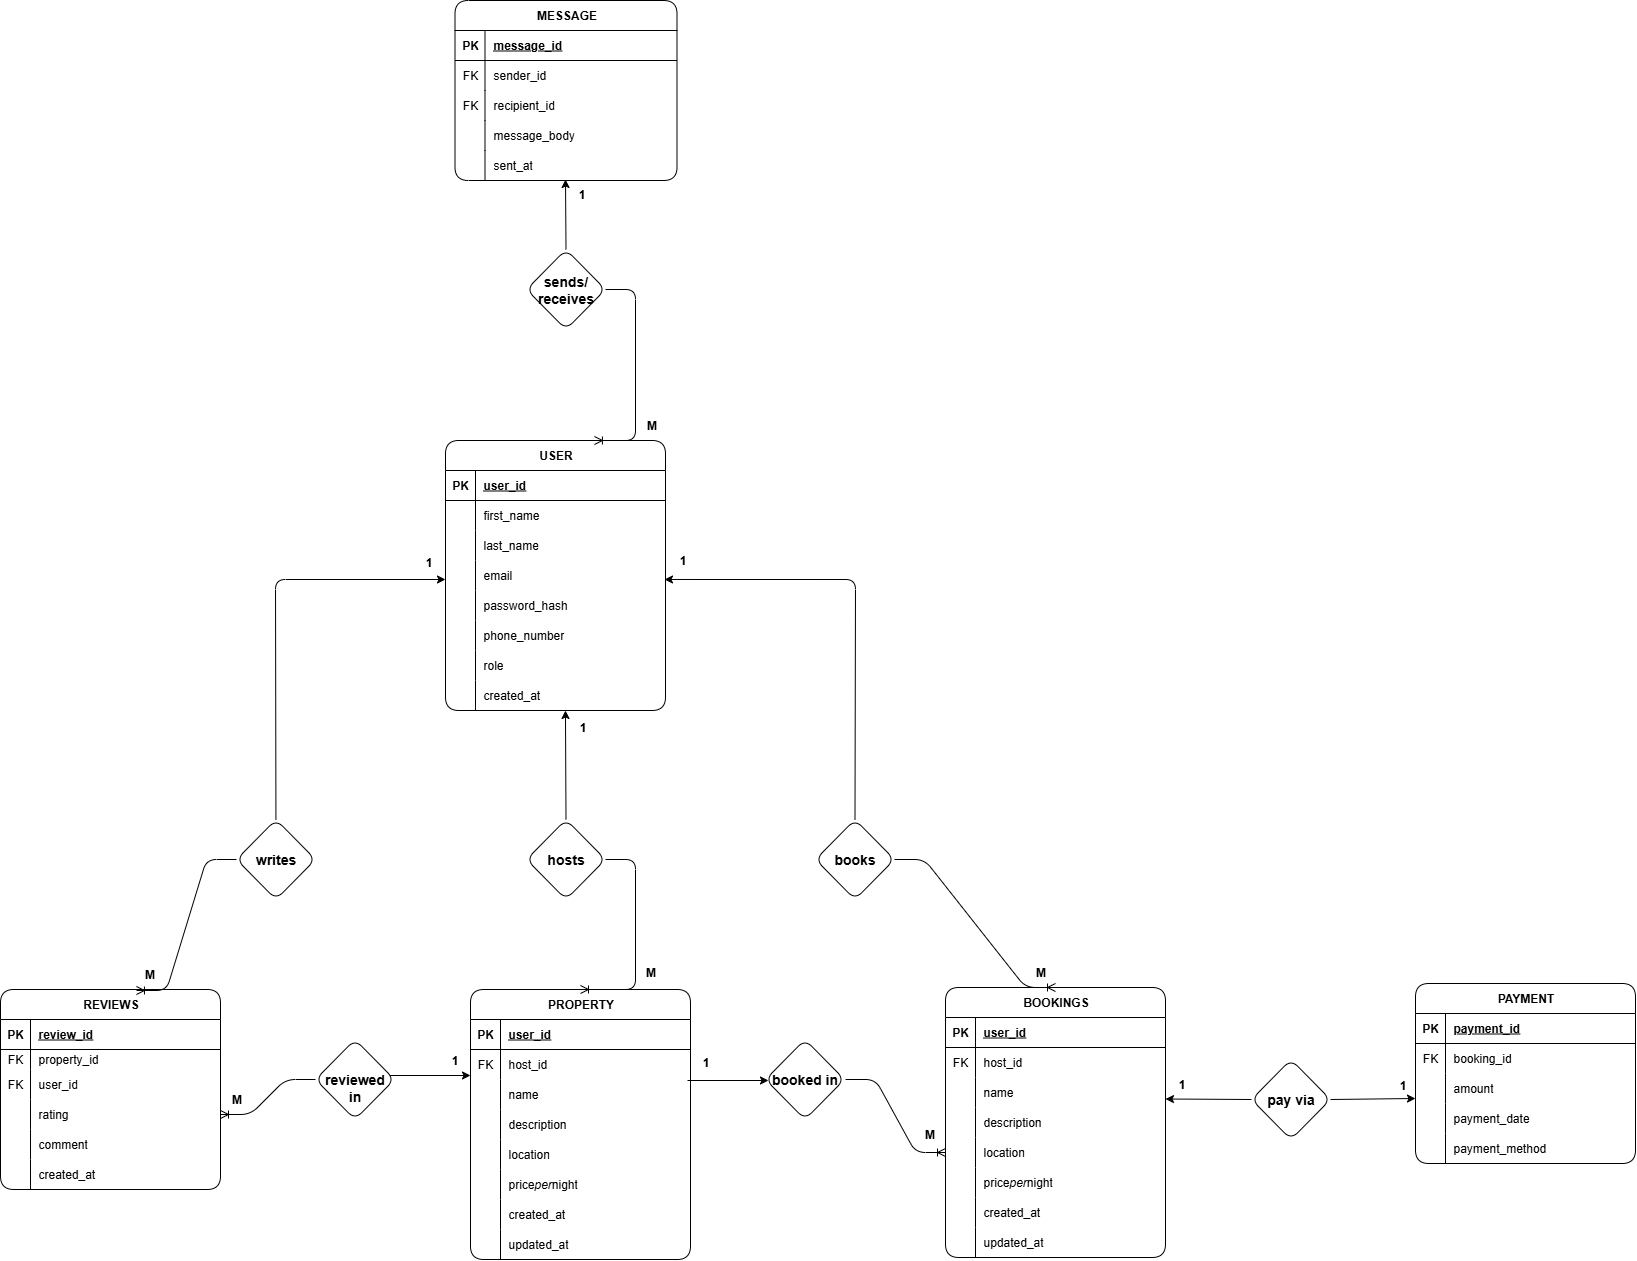 MESSAGE
PK message_id
FK sender_id
FK recipient_id
message_body
sent_at
1
sends/
receives
M
USER
PK user_id
first_name
last_name
email
password_hash
phone_number
role
created_at
1
1
1
writes
hosts
books
M
M
M
REVIEWS
PK review_id
FK property_id
FK user_id
rating
comment
created_at
M
reviewed
in
1
PROPERTY
PK user_id
FK host_id
name
description
location
pricepernight
created_at
updated_at
1
booked in
M
BOOKINGS
PK user_id
FK host_id
name
description
location
pricepernight
created_at
updated_at
1
pay via
1
PAYMENT
PK payment_id
FK booking_id
amount
payment_date
payment_method